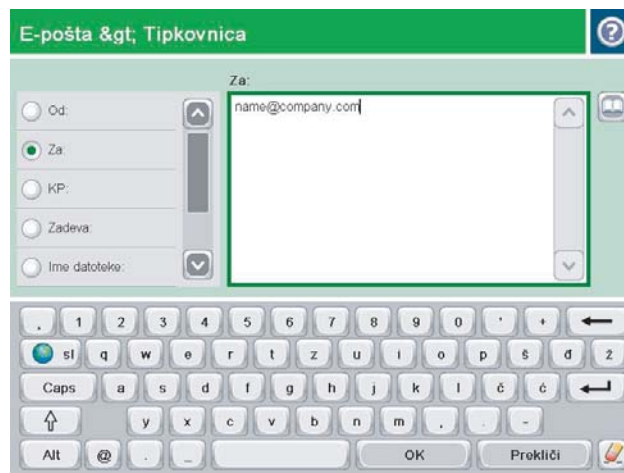 E-pošta &gt; Tipkovnica
Za:
Od:
name@company.com
Za:
KP:
Zadeva:
Ime datoteke:
. 1 2 3 4 5 6 7 8 9 0 ' +
sl q w e r t z u i o p š đ ž
Caps a s d f g h j k l č ć
y x c v b n m , . -
Alt @ . _ OK Prekliči